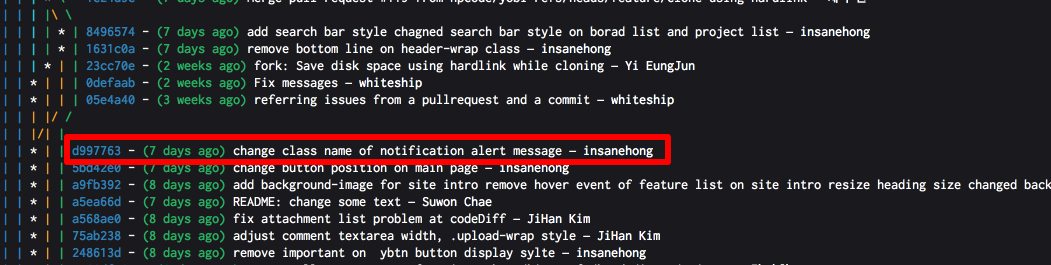 | | | |\ \
| | | | * | 8496574 - (7 days ago) add search bar style chagned search bar style on borad list and project list – insanehong
| | | | * | 1631c0a - (7 days ago) remove bottom line on header-wrap class – insanehong
| | | * | | 23cc70e - (2 weeks ago) fork: Save disk space using hardlink while cloning – Yi EungJun
| | * | | | 0defaab - (2 weeks ago) Fix messages – whiteship
| | * | | | 05e4a40 - (3 weeks ago) referring issues from a pullrequest and a commit – whiteship
| | | |/ /
| | |/| |
| | * | | d997763 - (7 days ago) change class name of notification alert message – insanehong
| | * | | 5bd42e0 - (7 days ago) change button position on main page – insanehong
| | * | | a9fb392 - (8 days ago) add background-image for site intro remove hover event of feature list on site intro resize heading size changed back
| | * | | a5ea66d - (7 days ago) README: change some text – Suwon Chae
| | * | | a568ae0 - (8 days ago) fix attachment list problem at codeDiff – JiHan Kim
| | * | | 75ab238 - (8 days ago) adjust comment textarea width, .upload-wrap style – JiHan Kim
| | * | | 248613d - (8 days ago) remove important on  ybtn button display sylte – insanehong